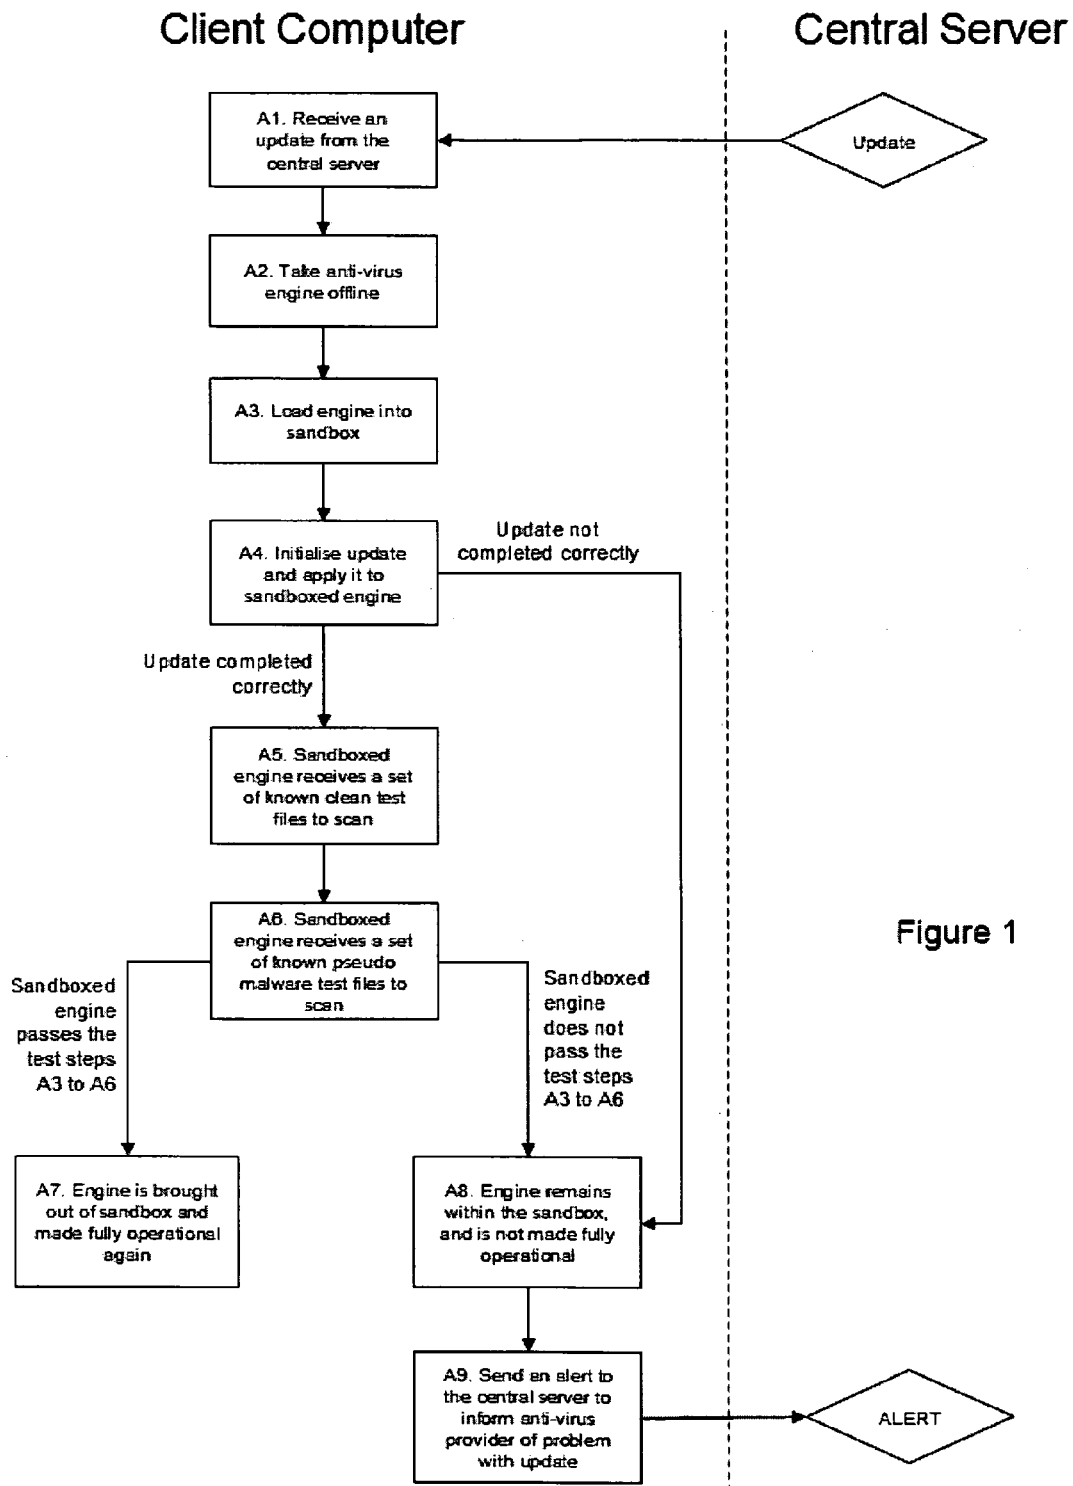 Client Computer
Central Server
A1. Receive an
update from the
central server
Update
A2. Take anti-virus
engine offline
A3. Load engine into
sandbox
A4. Initialise update
and apply it to
sandboxed engine
Update not
completed correctly
Update completed
correctly
A5. Sandboxed
engine receives a set
of known clean test
files to scan
A6. Sandboxed
engine receives a set
of known pseudo
malware test files to
scan
Figure 1
Sandboxed
engine
passes the
test steps
A3 to A6
Sandboxed
engine
does not
pass the
test steps
A3 to A6
A7. Engine is brought
out of sandbox and
made fully operational
again
A8. Engine remains
within the sandbox,
and is not made fully
operational
A9. Send an alert to
the central server to
inform anti-virus
provider of problem
with update
ALERT